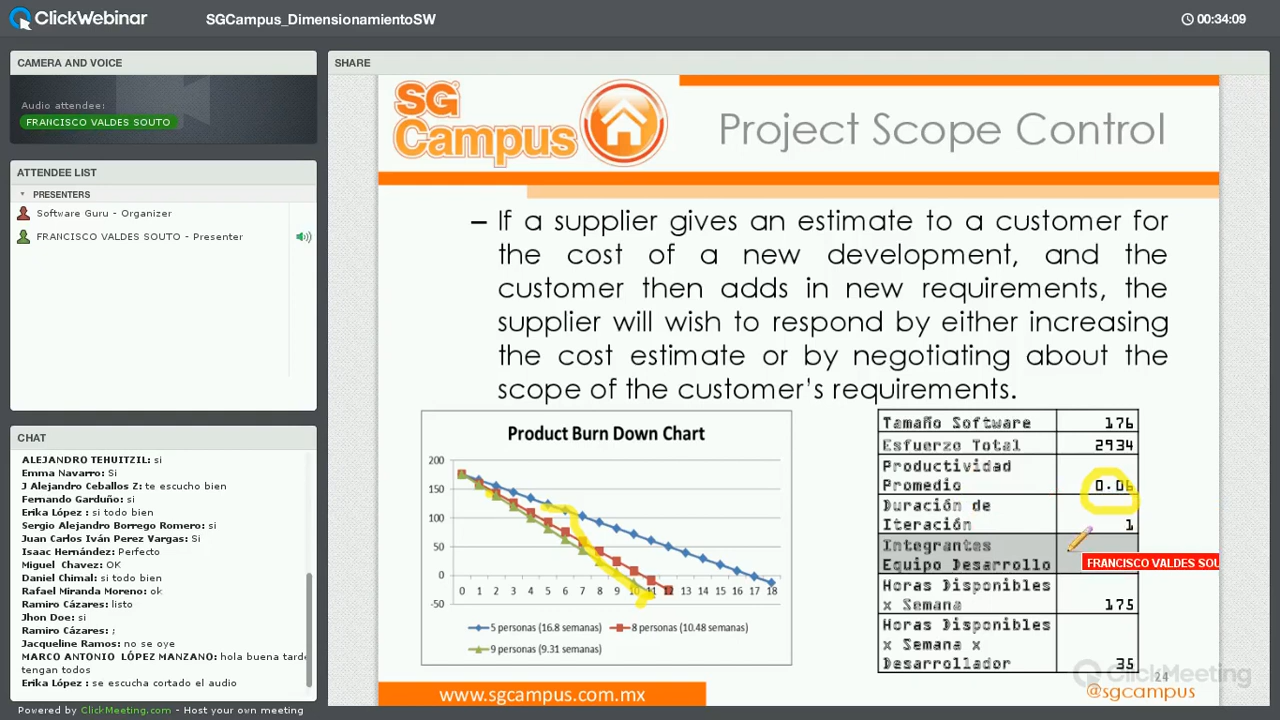 ClickWebinar
SGCampus_DimensionamientoSW
00:34:09
CAMERA AND VOICE
Audio attendee:
FRANCISCO VALDES SOUTO
ATTENDEE LIST
PRESENTERS
Software Guru - Organizer
FRANCISCO VALDES SOUTO - Presenter
CHAT
ALEJANDRO TEHUITZIL: si
Emma Navarro: Si
J Alejandro Ceballos Z: te escucho bien
Fernando Garduño: si
Erika López: si todo bien
Sergio Alejandro Borrego Romero: si
Juan Carlos Iván Perez Vargas: Si
Isaac Hernández: Perfecto
Miguel Chavez: OK
Daniel Chimal: si todo bien
Rafael Miranda Moreno: ok
Ramiro Cázares: listo
Jhon Doe: si
Ramiro Cázares: ;
Jacqueline Ramos: no se oye
MARCO ANTONIO LÓPEZ MANZANO: hola buena tarde
tengan todos
Erika López: se escucha cortado el audio
Powered by ClickMeeting.com - Host your own meeting
SHARE
SG
Campus
Project Scope Control
– If a supplier gives an estimate to a customer for
the cost of a new development, and the
customer then adds in new requirements, the
supplier will wish to respond by either increasing
the cost estimate or by negotiating about the
scope of the customer's requirements.
Product Burn Down Chart
200
150
100
50
0
-50
0 1 2 3 4 5 6 7 8 9 10 11 12 13 14 15 16 17 18
5 personas (16.8 semanas) 8 personas (10.48 semanas)
9 personas (9.31 semanas)
Tamaño Software 176
Esfuerzo Total 2934
Productividad
Promedio 0.06
Duración de
Iteración 1
Integrantes
Equipo Desarrollo
FRANCISCO VALDES SOU
Horas Disponibles
x Semana 175
Horas Disponibles
x Semana x
Desarrollador 35
ClickMeeting
24
www.sgcampus.com.mx
@sgcampus